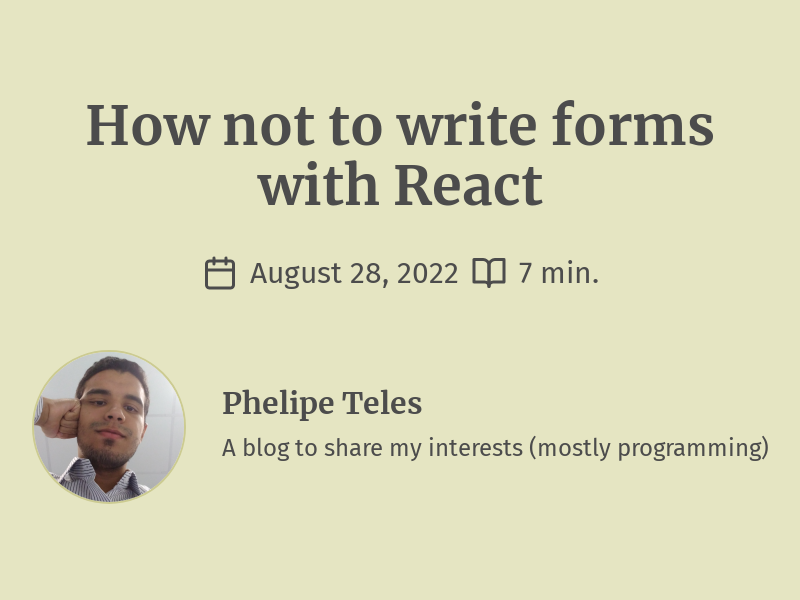 How not to write forms
with React
August 28, 2022 7 min.
Phelipe Teles
A blog to share my interests (mostly programming)